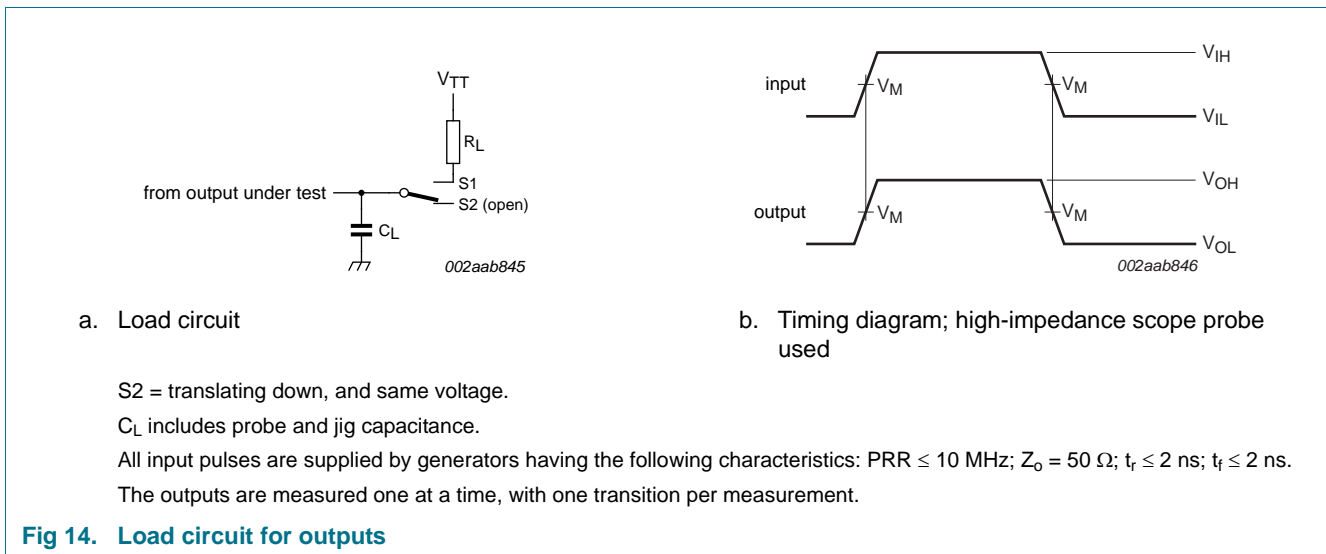 VTT
RL
S1
from output under test
S2 (open)
CL
002aab845
a. Load circuit
input
VM
VM
VIH
VIL
output
VM
VM
VOH
VOL
002aab846
b. Timing diagram; high-impedance scope probe
used
S2 = translating down, and same voltage.
CL includes probe and jig capacitance.
All input pulses are supplied by generators having the following characteristics: PRR ≤ 10 MHz; Zo = 50 Ω; tr ≤ 2 ns; tf ≤ 2 ns.
The outputs are measured one at a time, with one transition per measurement.
Fig 14. Load circuit for outputs